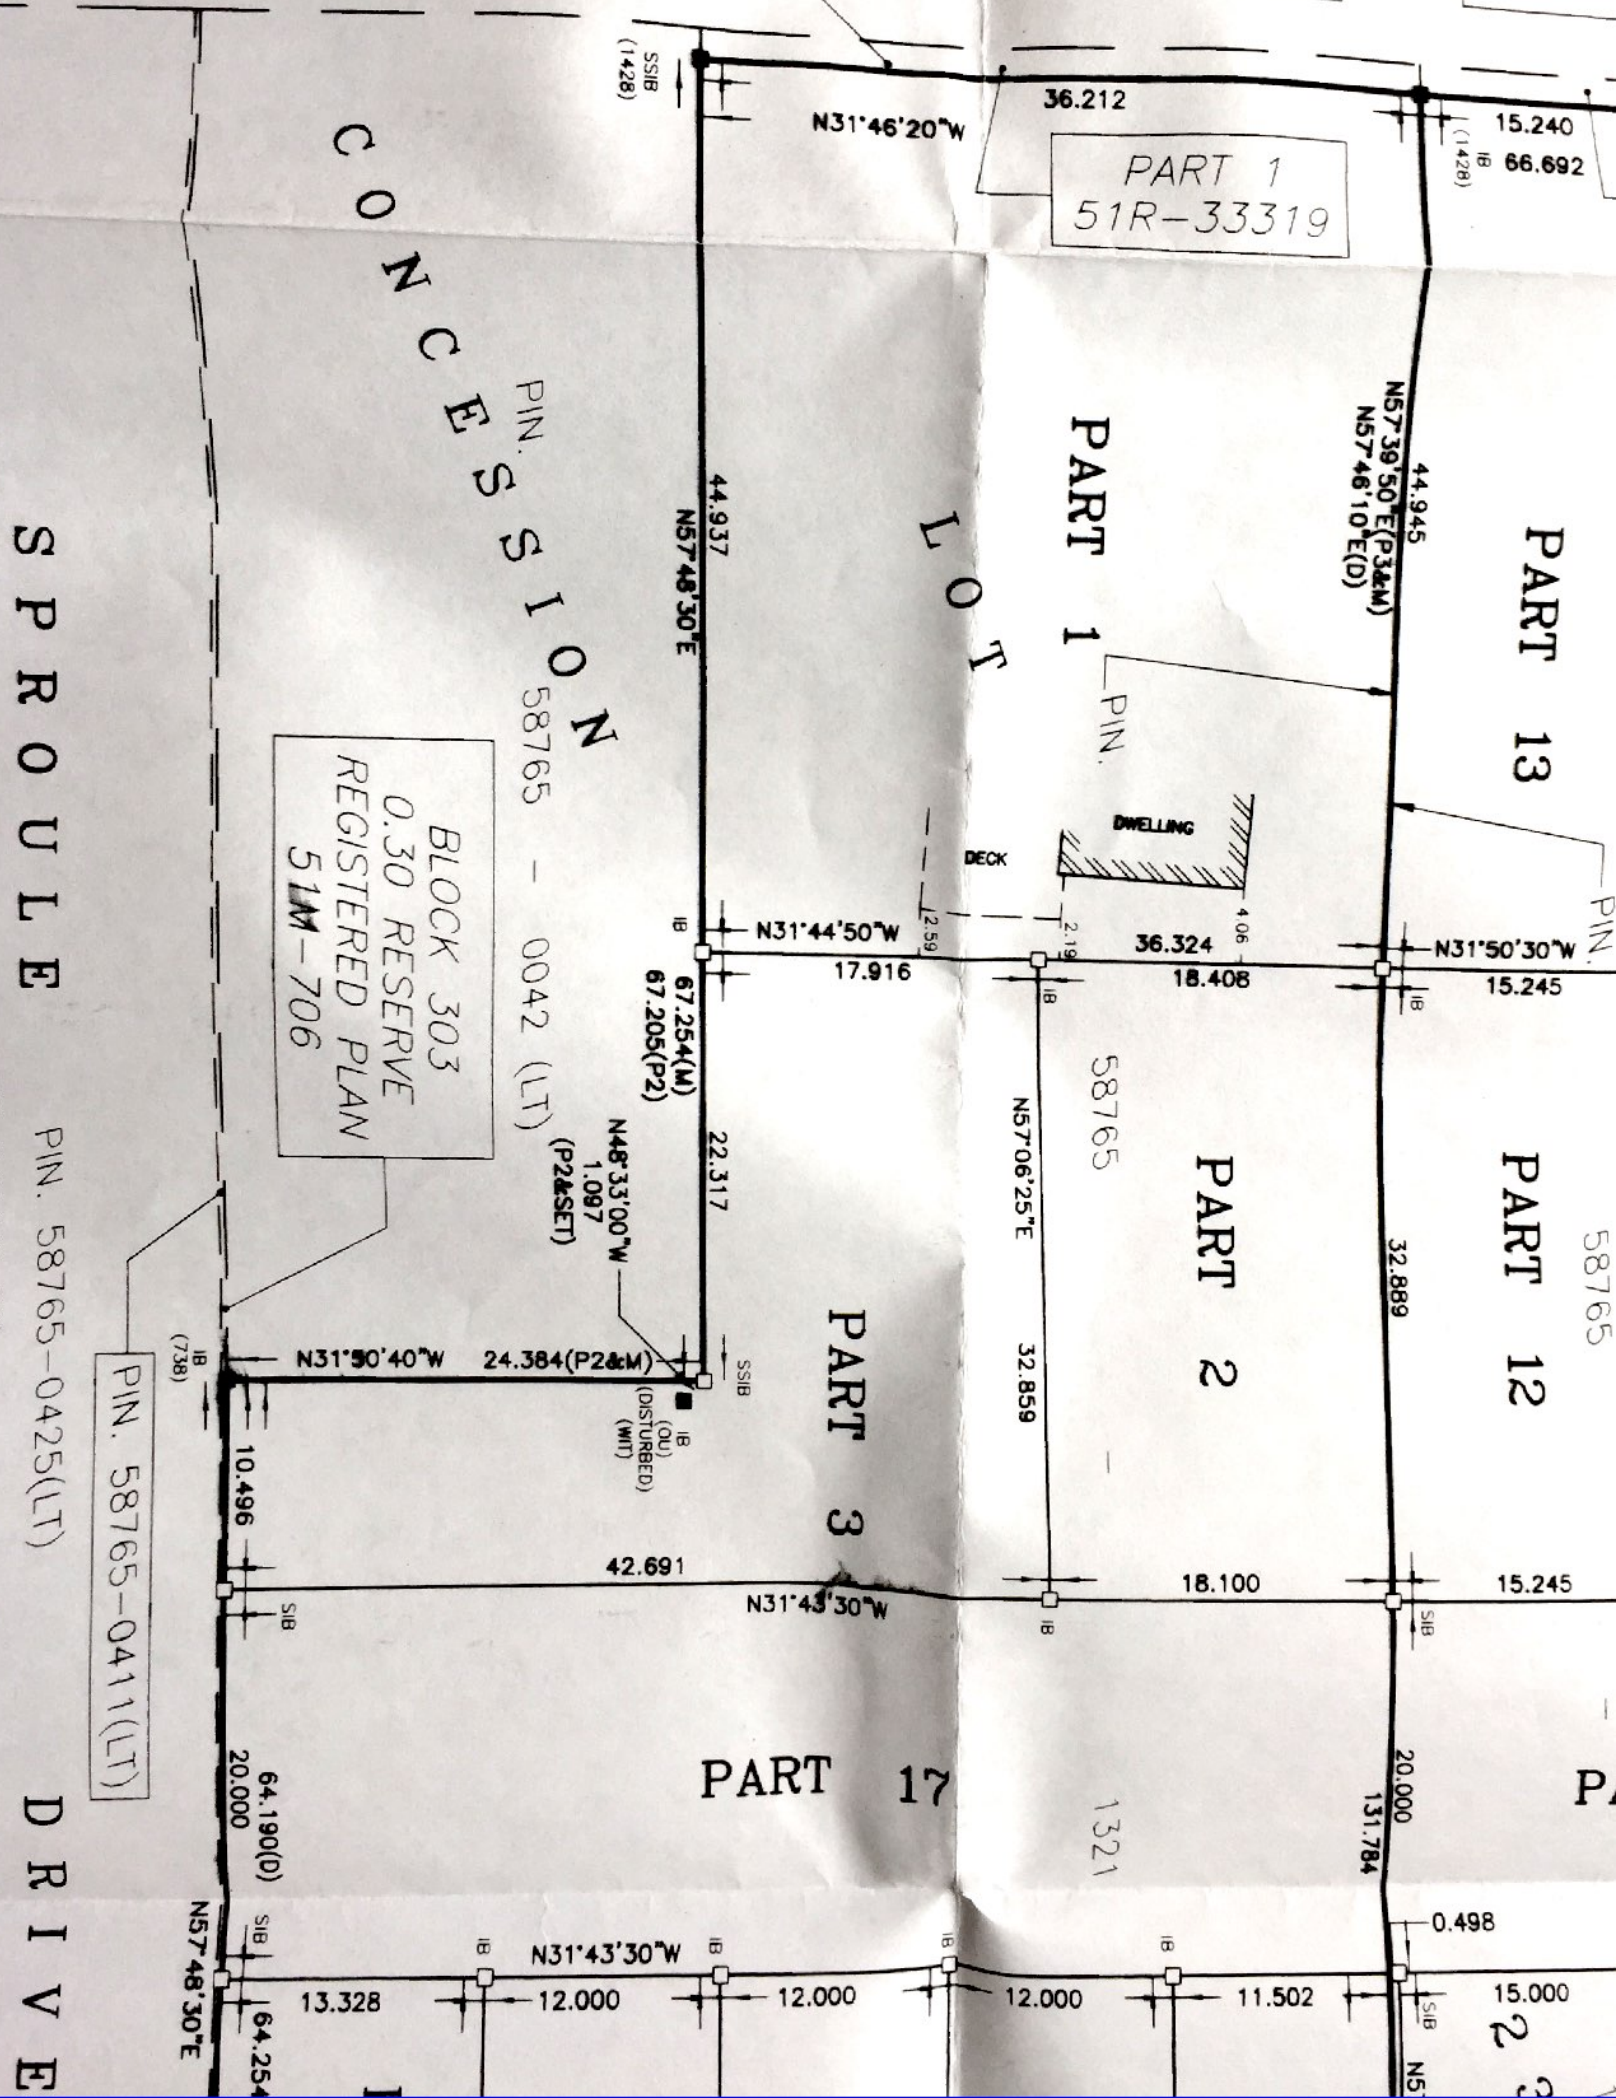 SSIB
(1428)
36.212
N31°46'20"W
15.240
66.692
IB
(1428)
PART 1
51R-33319
CONCESSION
LOT
PART 1
PART 13
N57°39'50"E(P3&M)
N57°46'10"E(D)
44.945
44.937
N57°48'30"E
PIN.
58765 - 0042 (LT)
PIN.
PIN.
DWELLING
DECK
BLOCK 303
0.30 RESERVE
REGISTERED PLAN
51M-706
2.59
2.19
4.06
IB
N31°44'50"W
17.916
36.324
18.408
IB
IB
N31°50'30"W
15.245
67.254(M)
67.205(P2)
22.317
N48°33'00"W
1.097
(P2&SET)
N57°06'25"E
32.859
58765
-
PART 2
32.889
PART 12
58765
-
PART 3
N31°50'40"W
24.384(P2&M)
SSIB
IB
(OU)
(DISTURBED)
(WIT)
IB
(738)
10.496
SIB
42.691
N31°43'30"W
IB
18.100
SIB
15.245
PIN. 58765-0411(LT)
SPROULE DRIVE
PIN. 58765-0425(LT)
PART 17
1321
64.190(D)
20.000
20.000
131.784
N57°48'30"E
64.254
SIB
IB
N31°43'30"W
IB
IB
IB
0.498
SIB
13.328
12.000
12.000
12.000
11.502
15.000
2